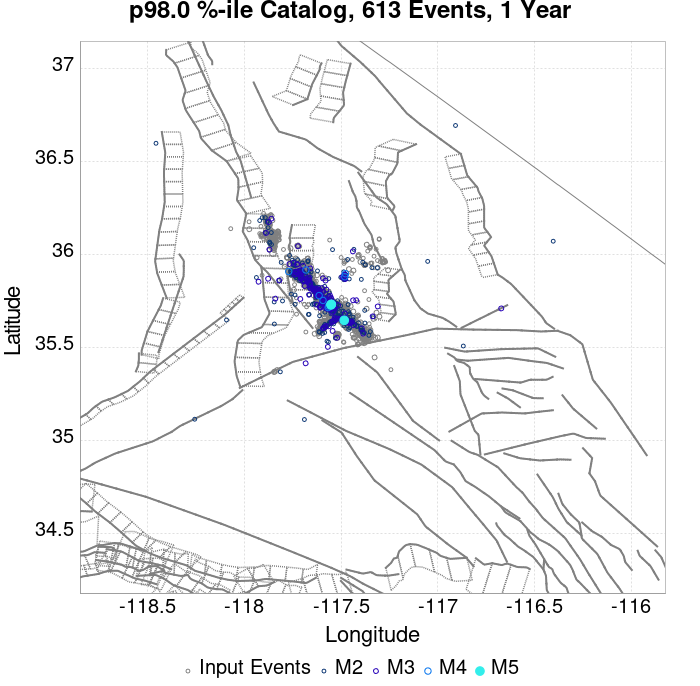 p98.0 %-ile Catalog, 613 Events, 1 Year
37
36.5
36
35.5
35
34.5
Latitude
-118.5 -118 -117.5 -117 -116.5 -116
Longitude
Input Events M2 M3 M4 M5